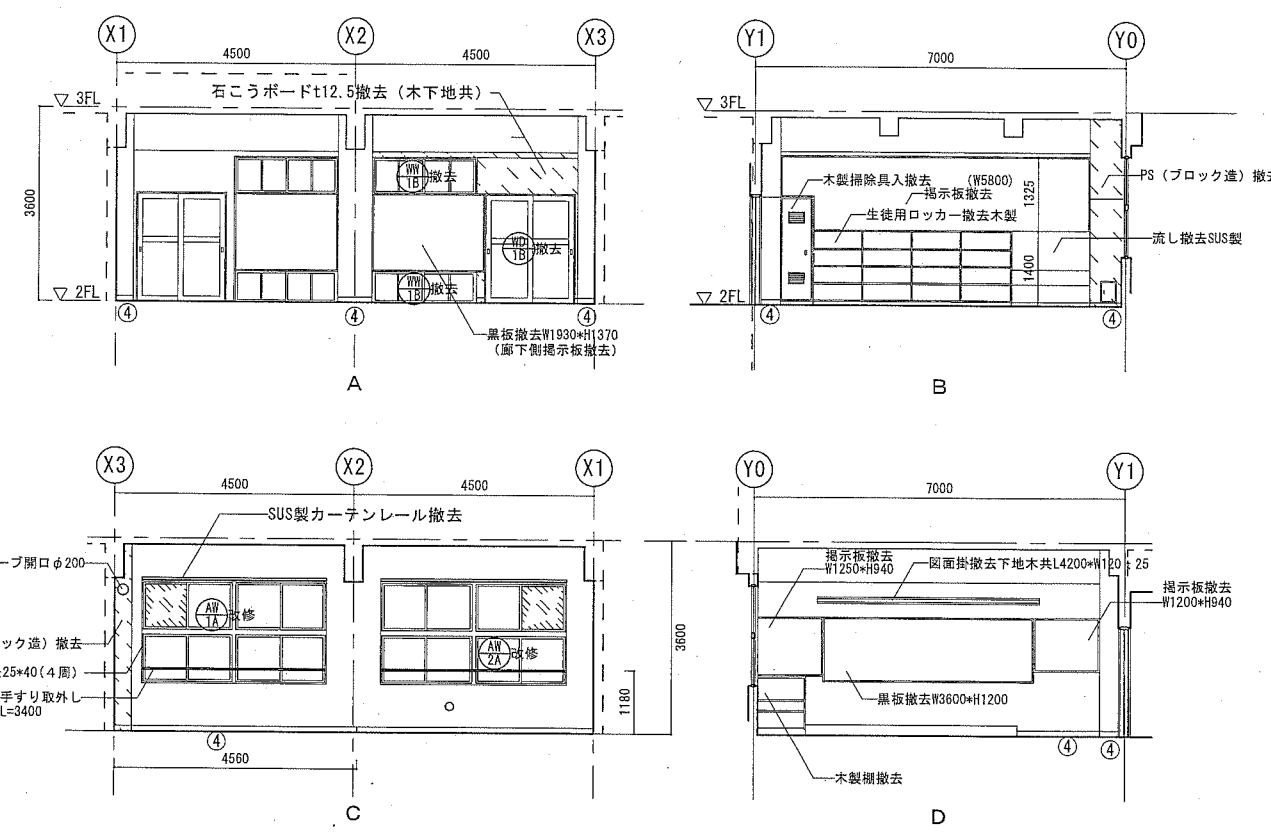 X1
X2
X3
4500
4500
石こうボードt12.5撤去（木下地共）
▽ 3FL
3600
WW
1B
撤去
WD
1B
撤去
WW
1B
撤去
▽ 2FL
④
④
④
黒板撤去W1930*H1370
（廊下側掲示板撤去）
A
Y1
Y0
7000
▽ 3FL
木製掃除具入撤去
(W5800)
掲示板撤去
生徒用ロッカー撤去木製
1325
1400
PS（ブロック造）撤去
流し撤去SUS製
▽ 2FL
④
④
B
X3
X2
X1
4500
4500
SUS製カーテンレール撤去
ーブ開口φ200
AW
1A
改修
AW
2A
改修
ック造）撤去
25*40(4周)
手すり取外し
L=3400
3600
1180
④
4560
C
Y0
Y1
7000
掲示板撤去
W1250*H940
図面掛撤去下地木共L4200*W120 t 25
掲示板撤去
W1200*H940
黒板撤去W3600*H1200
④
④
木製棚撤去
D